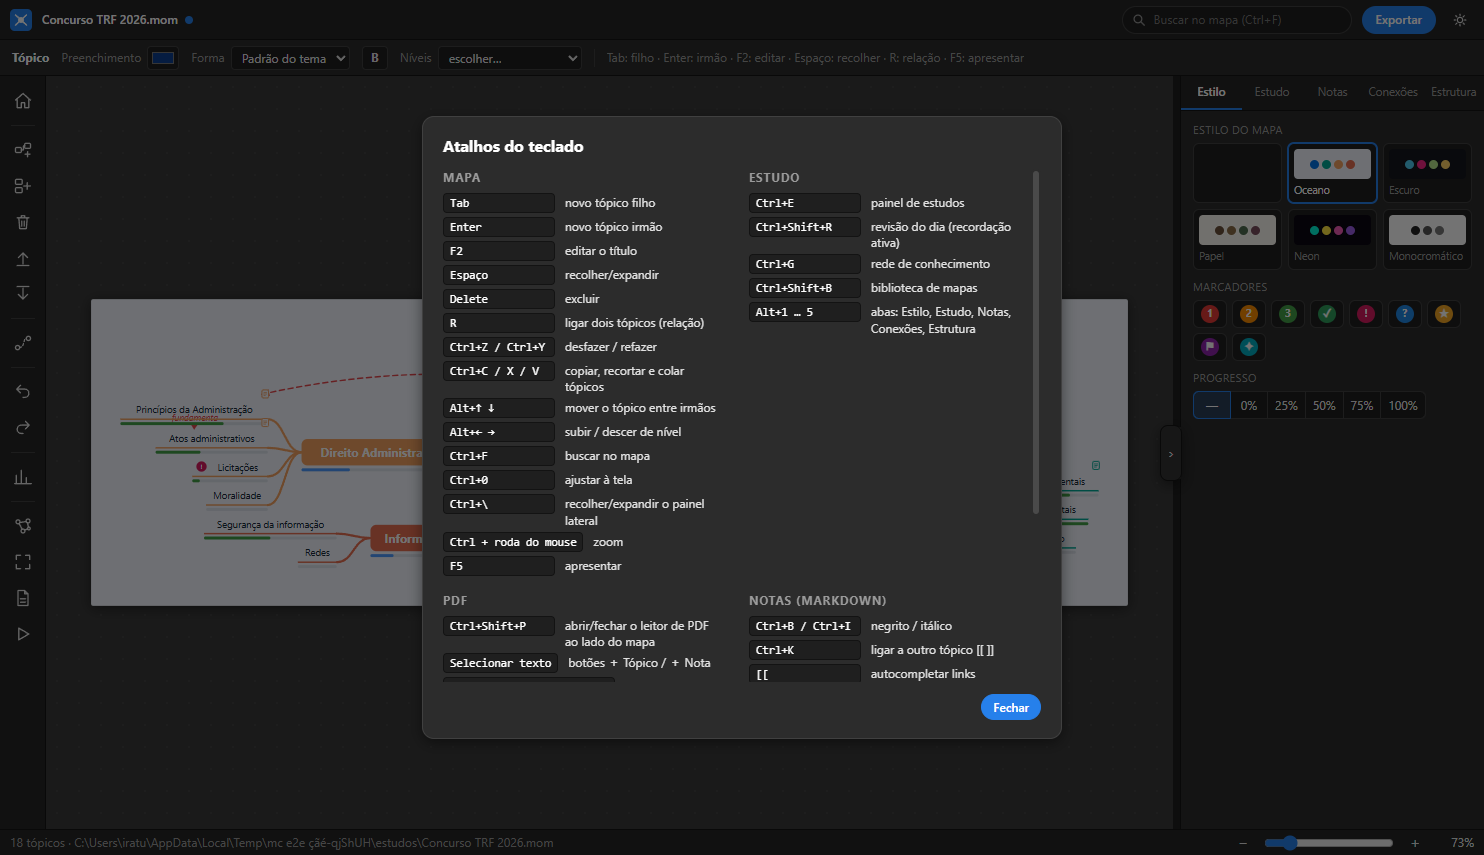 Concurso TRF 2026.mom
Buscar no mapa (Ctrl+F)
Exportar
Tópico
Preenchimento
Forma
Padrão do tema
B
Níveis
escolher...
Tab: filho · Enter: irmão · F2: editar · Espaço: recolher · R: relação · F5: apresentar
Estilo
Estudo
Notas
Conexões
Estrutura
ESTILO DO MAPA
Oceano
Escuro
Papel
Neon
Monocromático
MARCADORES
1
2
3
✓
!
?
★
PROGRESSO
—
0%
25%
50%
75%
100%
Princípios da Administração
fundamenta
Atos administrativos
Licitações
Moralidade
Direito Administra
Segurança da informação
Redes
Inform
entais
tais
Atalhos do teclado
MAPA
Tab novo tópico filho
Enter novo tópico irmão
F2 editar o título
Espaço recolher/expandir
Delete excluir
R ligar dois tópicos (relação)
Ctrl+Z / Ctrl+Y desfazer / refazer
Ctrl+C / X / V copiar, recortar e colar
tópicos
Alt+↑ ↓ mover o tópico entre irmãos
Alt+← → subir / descer de nível
Ctrl+F buscar no mapa
Ctrl+0 ajustar à tela
Ctrl+\ recolher/expandir o painel
lateral
Ctrl + roda do mouse zoom
F5 apresentar
ESTUDO
Ctrl+E painel de estudos
Ctrl+Shift+R revisão do dia (recordação
ativa)
Ctrl+G rede de conhecimento
Ctrl+Shift+B biblioteca de mapas
Alt+1 … 5 abas: Estilo, Estudo, Notas,
Conexões, Estrutura
PDF
Ctrl+Shift+P abrir/fechar o leitor de PDF
ao lado do mapa
Selecionar texto botões + Tópico / + Nota
NOTAS (MARKDOWN)
Ctrl+B / Ctrl+I negrito / itálico
Ctrl+K ligar a outro tópico [[ ]]
[[ autocompletar links
Fechar
18 tópicos · C:\Users\iratu\AppData\Local\Temp\mc e2e çãé-qjShUH\estudos\Concurso TRF 2026.mom
73%